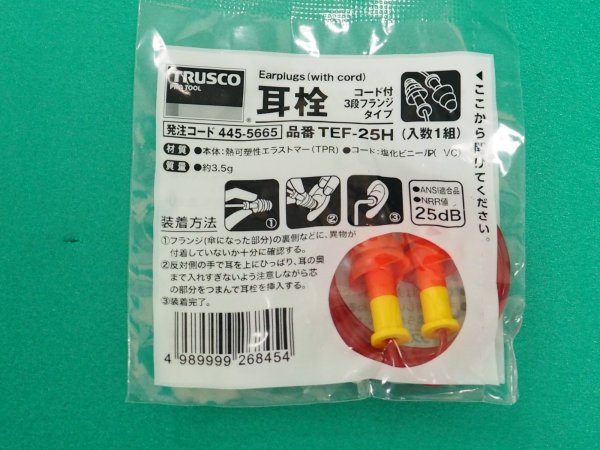 TRUSCO
PRO TOOL
®
Earplugs(with cord)
耳栓
コード付
3段フランジ
タイプ
発注コード 445-5665 品番 TEF-25H (入数1組)
材質 ●本体:熱可塑性エラストマー(TPR) ●コード:塩化ビニール(PVC)
質量 ●約3.5g
① ② ③
●ANSI適合品
●NRR値
25dB
装着方法
①フランジ(傘になった部分)の裏側などに、異物が
付着していないか十分に確認する。
②反対側の手で耳を上にひっぱり、耳の奥
まで入れすぎないよう注意しながら芯
の部分をつまんで耳栓を挿入する。
③装着完了。
4 989999 268454
◀ここから開けてください。